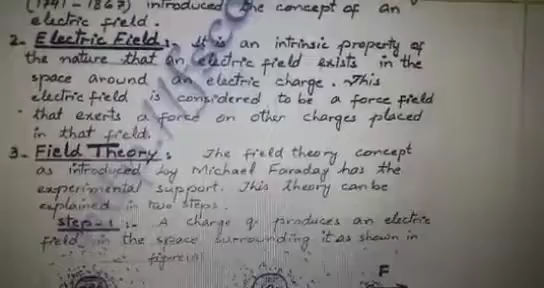 (1791-1867) introduced the concept of an
electric field.
2- Electric Field: It is an intrinsic property of
the nature that an electric field exists in the
space around an electric charge. This
electric field is considered to be a force field
that exerts a force on other charges placed
in that field.
3- Field Theory: The field theory concept
as introduced by Michael Faraday has the
experimental support. This theory can be
explained in two steps.
Step-1:- A charge q produces an electric
field in the space surrounding it as shown in
figure
F